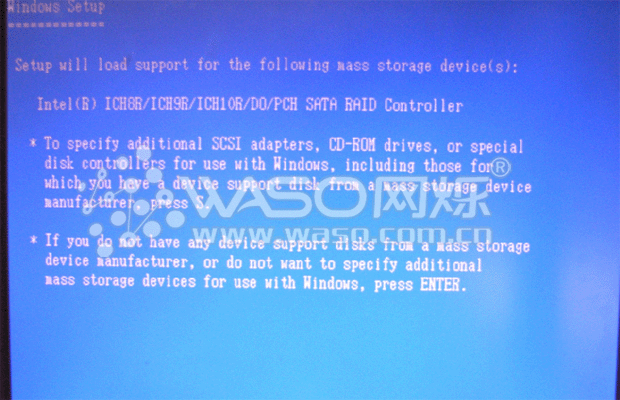 Windows Setup
=============
Setup will load support for the following mass storage device(s):
Intel(R) ICH8R/ICH9R/ICH10R/DO/PCH SATA RAID Controller
* To specify additional SCSI adapters, CD-ROM drives, or special
disk controllers for use with Windows, including those for
which you have a device support disk from a mass storage device
manufacturer, press S.
WASO网烁®
www.waso.com.cn
* If you do not have any device support disks from a mass storage
device manufacturer, or do not want to specify additional
mass storage devices for use with Windows, press ENTER.